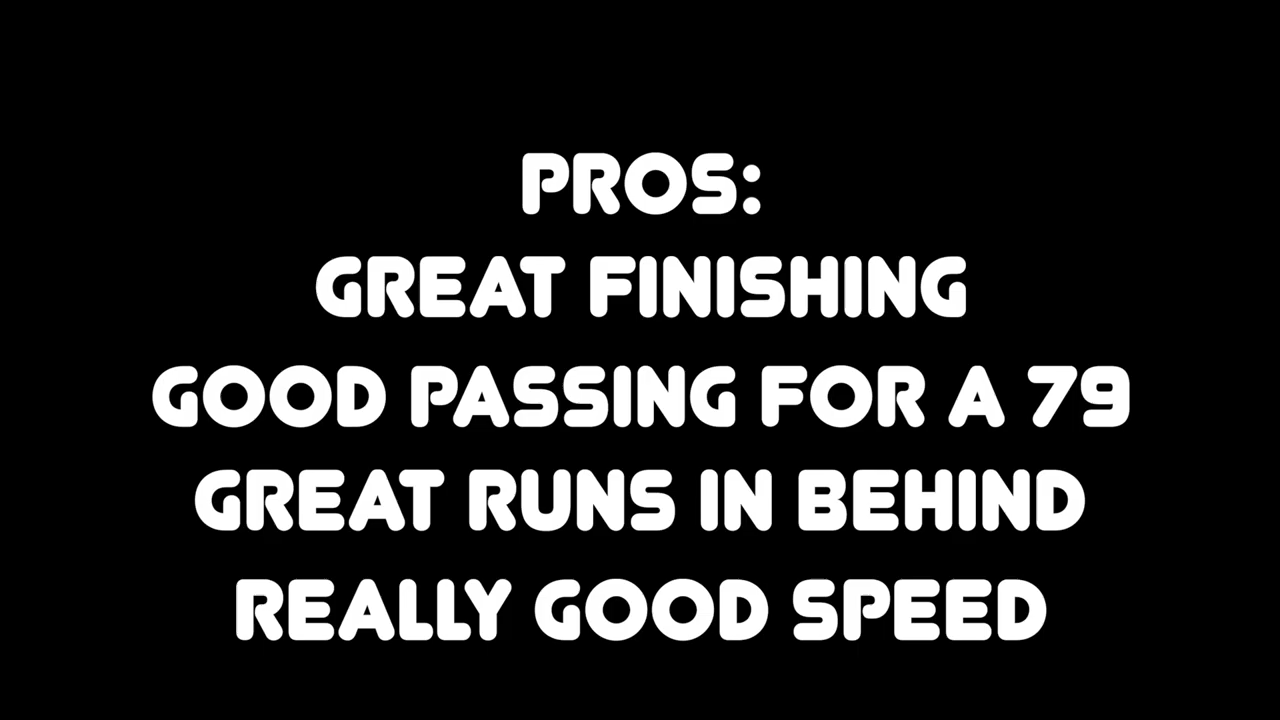 PROS:
GREAT FINISHING
GOOD PASSING FOR A 79
GREAT RUNS IN BEHIND
REALLY GOOD SPEED